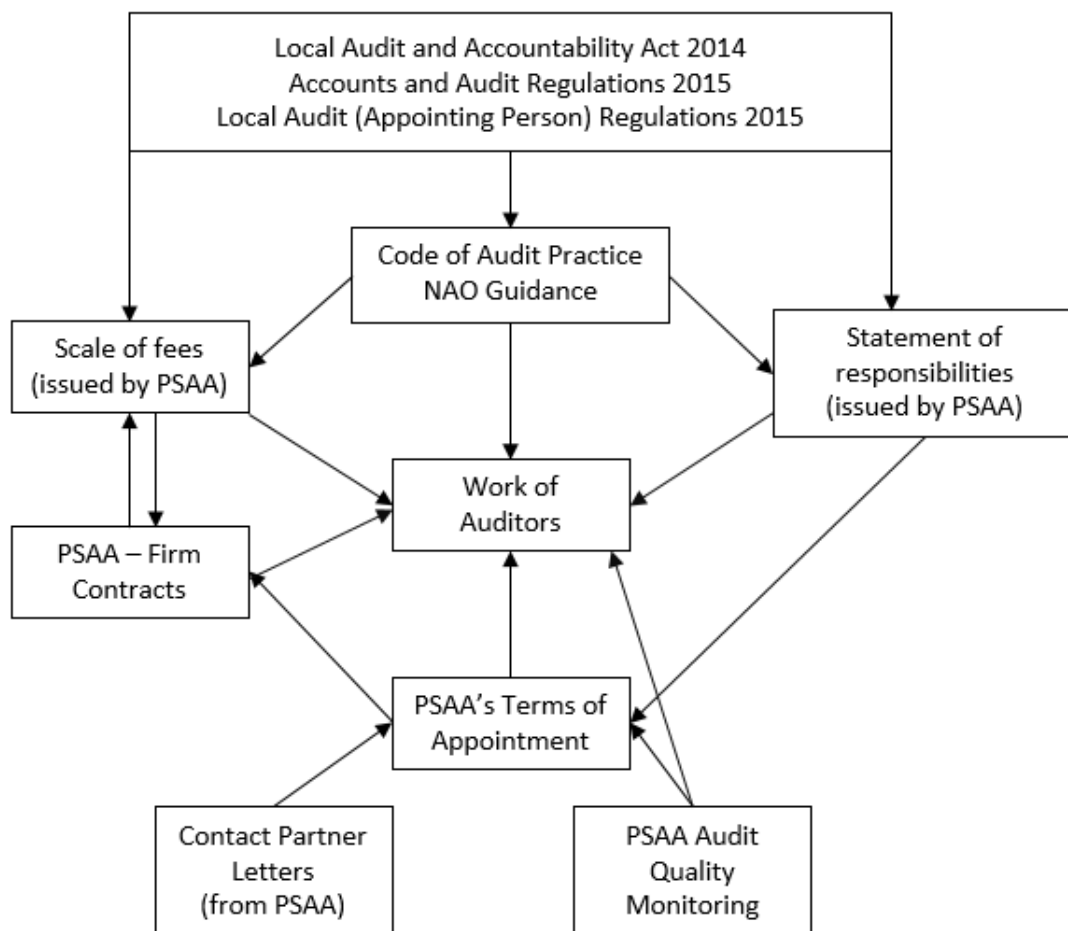 Local Audit and Accountability Act 2014
Accounts and Audit Regulations 2015
Local Audit (Appointing Person) Regulations 2015
Code of Audit Practice
NAO Guidance
Scale of fees
(issued by PSAA)
Statement of
responsibilities
(issued by PSAA)
Work of
Auditors
PSAA – Firm
Contracts
PSAA’s Terms of
Appointment
Contact Partner
Letters
(from PSAA)
PSAA Audit
Quality
Monitoring